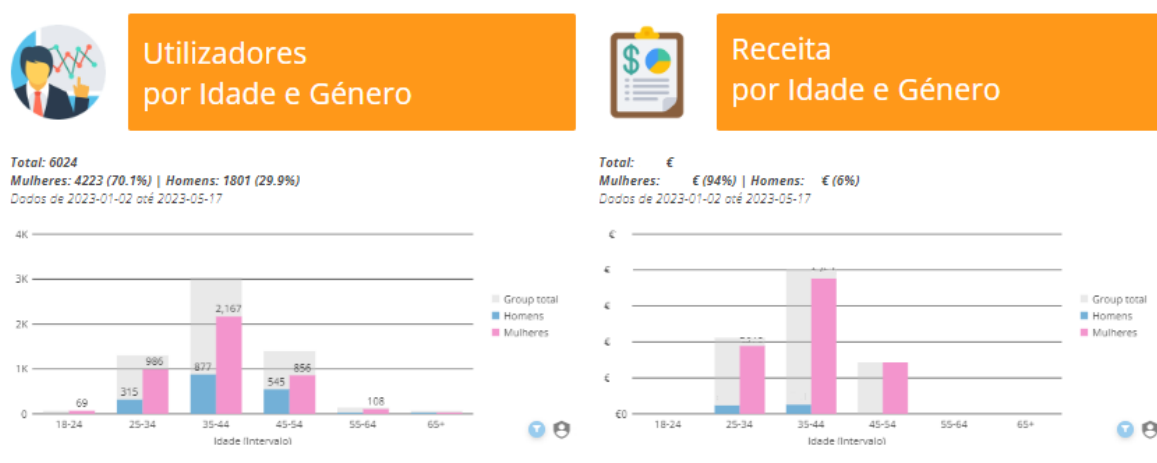 Utilizadores
por Idade e Género
Total: 6024
Mulheres: 4223 (70.1%) | Homens: 1801 (29.9%)
Dados de 2023-01-02 até 2023-05-17
4K
3K
2K
1K
0
69
315
986
877
2,167
545
856
108
18-24
25-34
35-44
45-54
55-64
65+
Idade (Intervalo)
Group total
Homens
Mulheres
Receita
por Idade e Género
Total: €
Mulheres: € (94%) | Homens: € (6%)
Dados de 2023-01-02 até 2023-05-17
€
€
€
€
€
€0
18-24
25-34
35-44
45-54
55-64
65+
Idade (Intervalo)
Group total
Homens
Mulheres